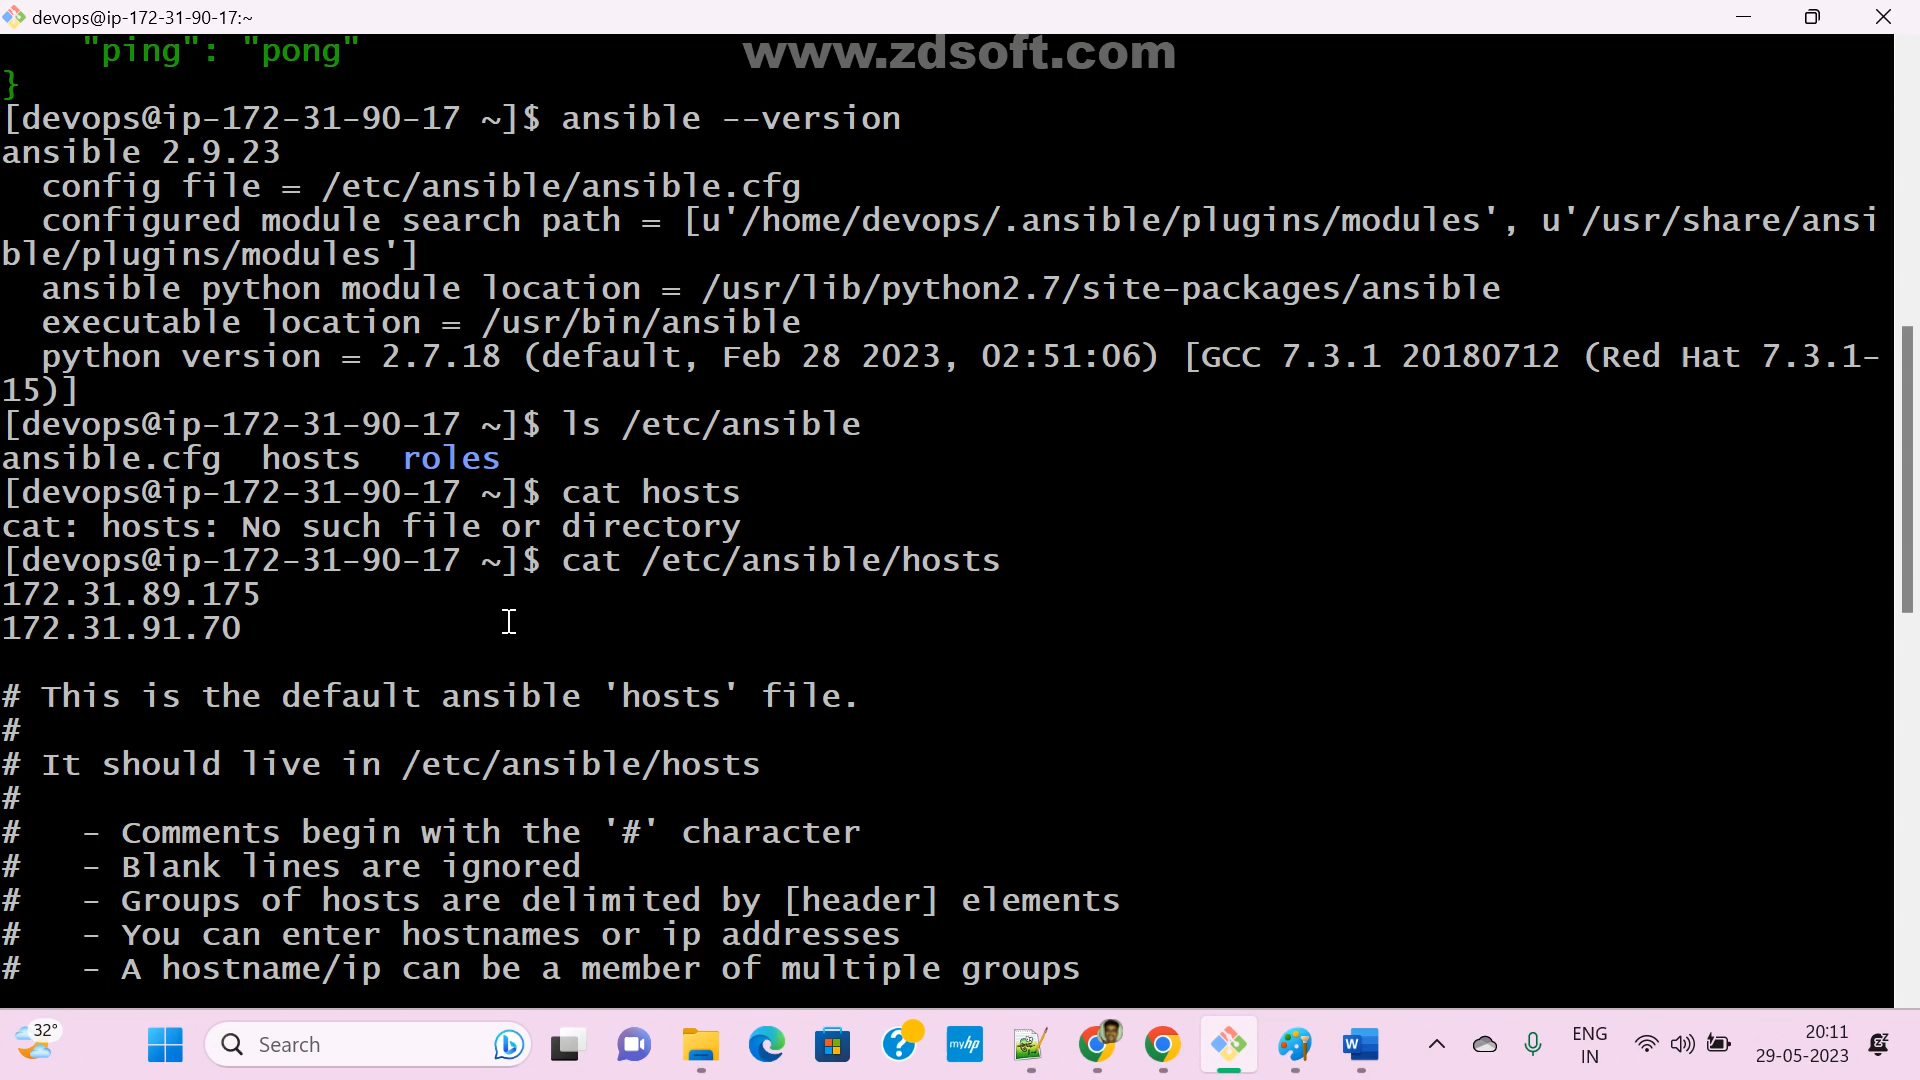 devops@ip-172-31-90-17:~
"ping": "pong"
www.zdsoft.com
}
[devops@ip-172-31-90-17 ~]$ ansible --version
ansible 2.9.23
config file = /etc/ansible/ansible.cfg
configured module search path = [u'/home/devops/.ansible/plugins/modules', u'/usr/share/ansi
ble/plugins/modules']
ansible python module location = /usr/lib/python2.7/site-packages/ansible
executable location = /usr/bin/ansible
python version = 2.7.18 (default, Feb 28 2023, 02:51:06) [GCC 7.3.1 20180712 (Red Hat 7.3.1-
15)]
[devops@ip-172-31-90-17 ~]$ ls /etc/ansible
ansible.cfg  hosts  roles
[devops@ip-172-31-90-17 ~]$ cat hosts
cat: hosts: No such file or directory
[devops@ip-172-31-90-17 ~]$ cat /etc/ansible/hosts
172.31.89.175
172.31.91.70
# This is the default ansible 'hosts' file.
#
# It should live in /etc/ansible/hosts
#
#   - Comments begin with the '#' character
#   - Blank lines are ignored
#   - Groups of hosts are delimited by [header] elements
#   - You can enter hostnames or ip addresses
#   - A hostname/ip can be a member of multiple groups
32°
Search
myhp
W
ENG
IN
20:11
29-05-2023